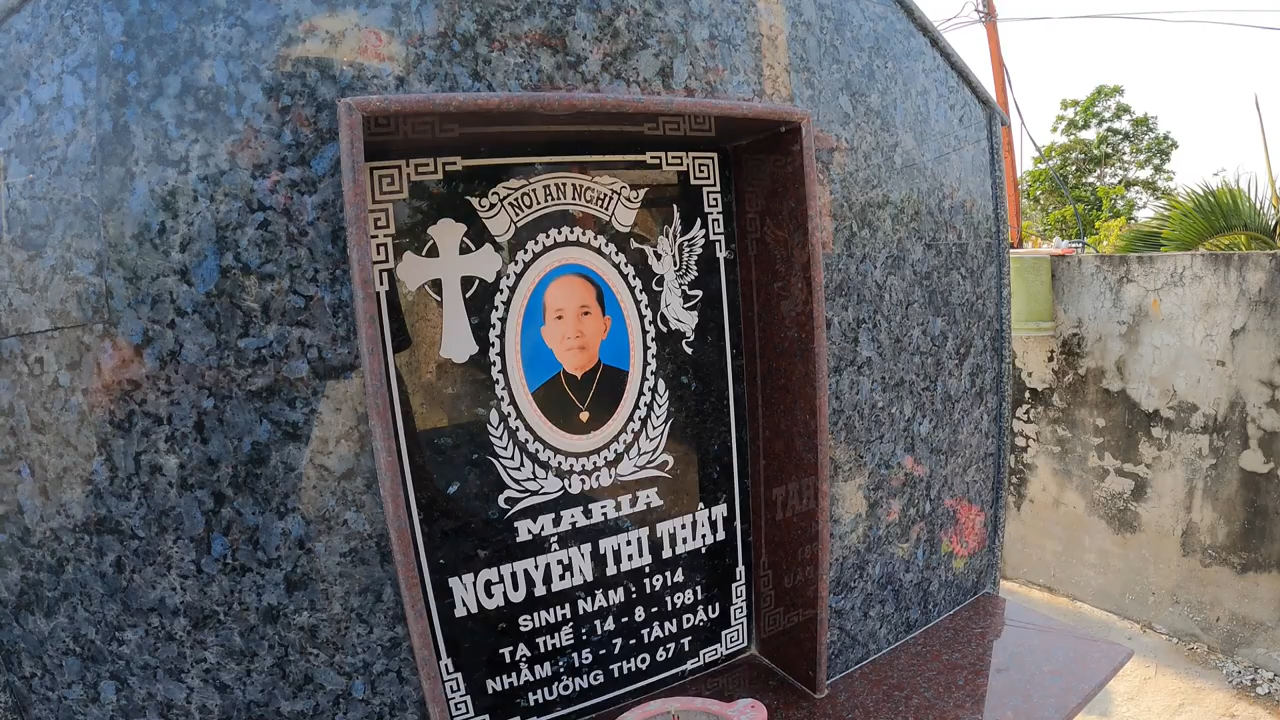 NƠI AN NGHỈ
MARIA
NGUYỄN THỊ THẬT
SINH NĂM : 1914
TẠ THẾ : 14 - 8 - 1981
NHẰM : 15 - 7 - TÂN DẬU
HƯỞNG THỌ 67 T